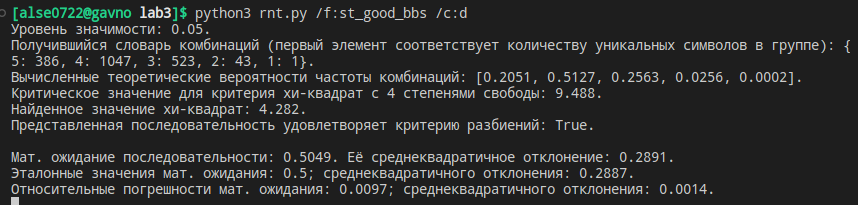 [alse0722@gavno lab3]$ python3 rnt.py /f:st_good_bbs /c:d
Уровень значимости: 0.05.
Получившийся словарь комбинаций (первый элемент соответствует количеству уникальных символов в группе): {
5: 386, 4: 1047, 3: 523, 2: 43, 1: 1}.
Вычисленные теоретические вероятности частоты комбинаций: [0.2051, 0.5127, 0.2563, 0.0256, 0.0002].
Критическое значение для критерия хи-квадрат с 4 степенями свободы: 9.488.
Найденное значение хи-квадрат: 4.282.
Представленная последовательность удовлетворяет критерию разбиений: True.
Мат. ожидание последовательности: 0.5049. Её среднеквадратичное отклонение: 0.2891.
Эталонные значения мат. ожидания: 0.5; среднеквадратичного отклонения: 0.2887.
Относительные погрешности мат. ожидания: 0.0097; среднеквадратичного отклонения: 0.0014.